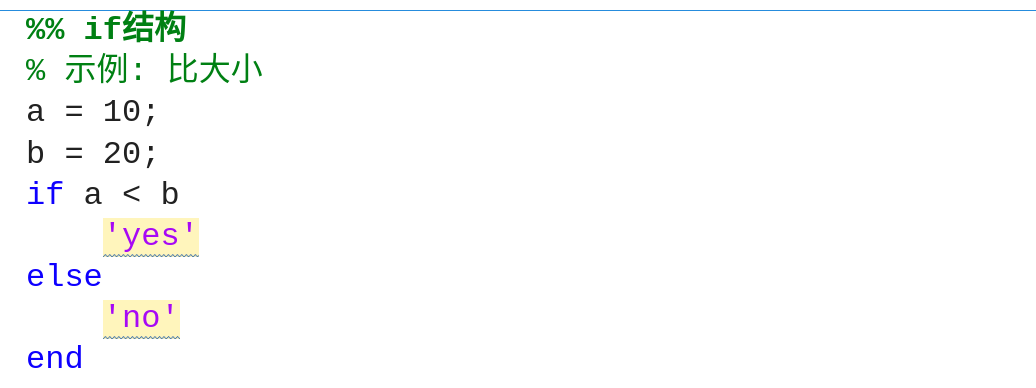 %% if结构
% 示例: 比大小
a = 10;
b = 20;
if a < b
    'yes'
else
    'no'
end